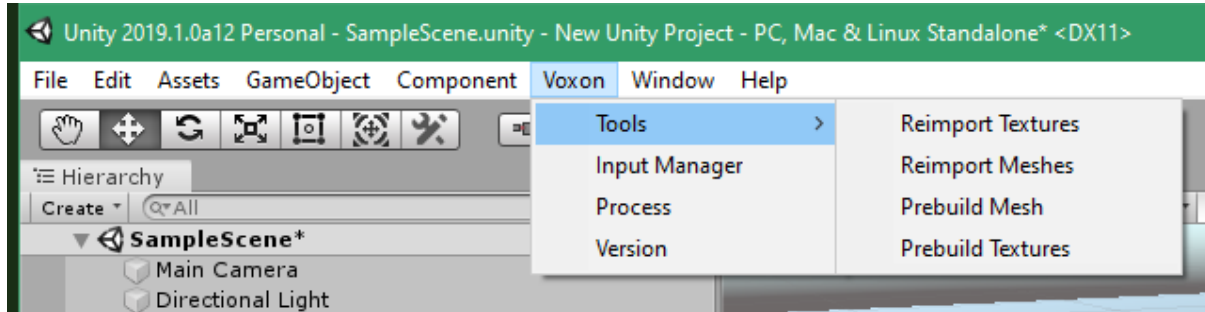 Unity 2019.1.0a12 Personal - SampleScene.unity - New Unity Project - PC, Mac & Linux Standalone* <DX11>
File Edit Assets GameObject Component Voxon Window Help
Tools > Reimport Textures
Input Manager Reimport Meshes
Process Prebuild Mesh
Version Prebuild Textures
Hierarchy
Create All
SampleScene*
Main Camera
Directional Light